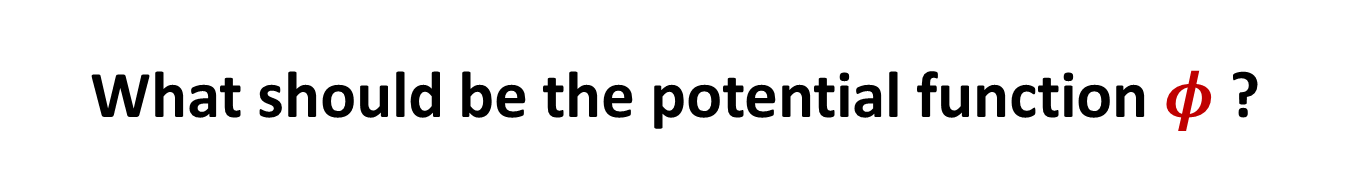 What should be the potential function ϕ ?